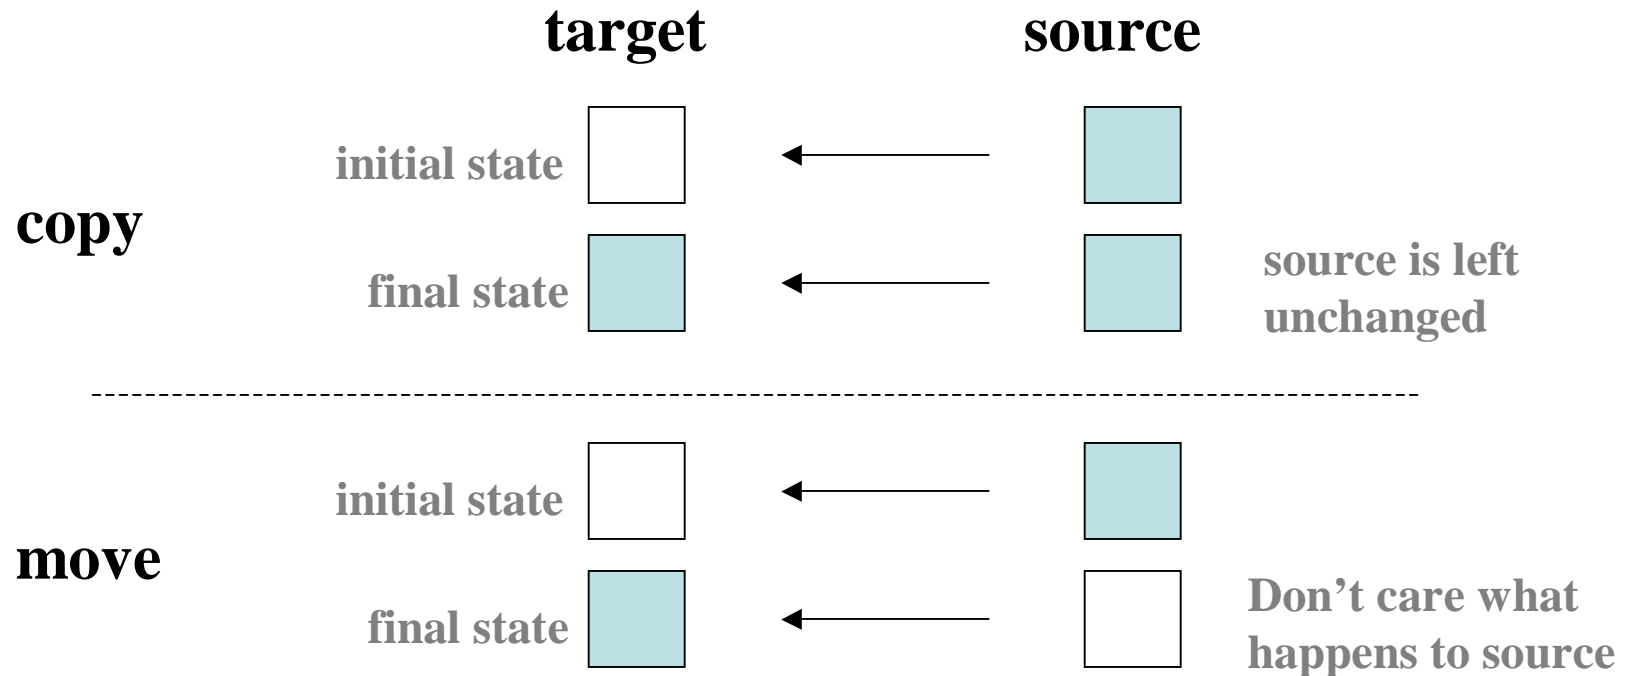 target source
initial state
copy
final state
source is left
unchanged
initial state
move
final state
Don't care what
happens to source